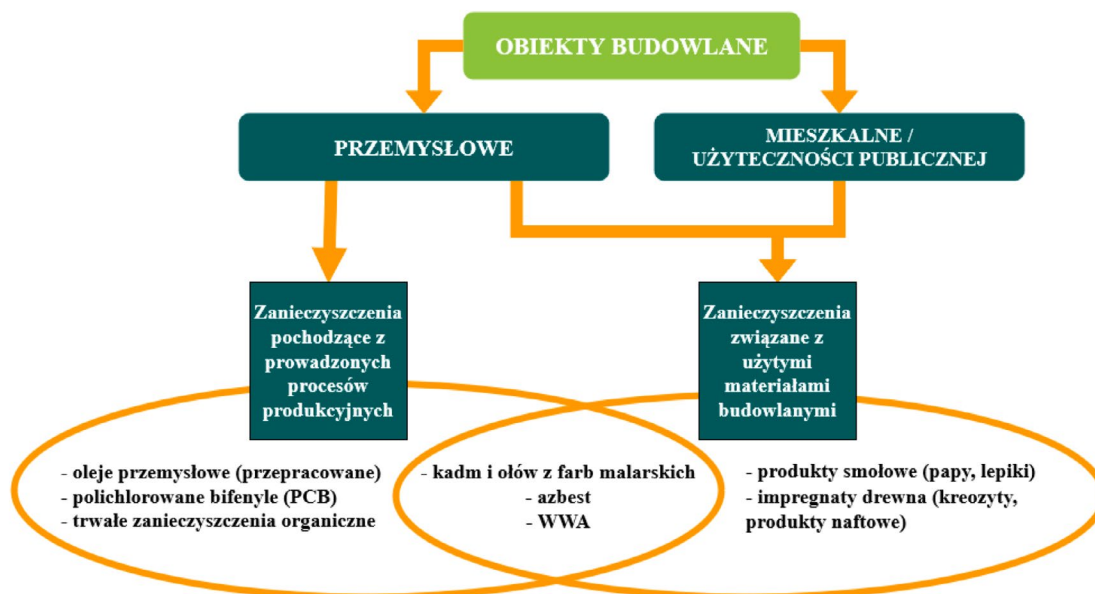 OBIEKTY BUDOWLANE
PRZEMYSŁOWE
MIESZKALNE /
UŻYTECZNOŚCI PUBLICZNEJ
Zanieczyszczenia
pochodzące z
prowadzonych
procesów
produkcyjnych
Zanieczyszczenia
związane z
użytymi
materiałami
budowlanymi
- oleje przemysłowe (przepracowane)
- polichlorowane bifenyle (PCB)
- trwałe zanieczyszczenia organiczne
- kadm i ołów z farb malarskich
- azbest
- WWA
- produkty smołowe (papy, lepiki)
- impregnaty drewna (kreozyty,
produkty naftowe)